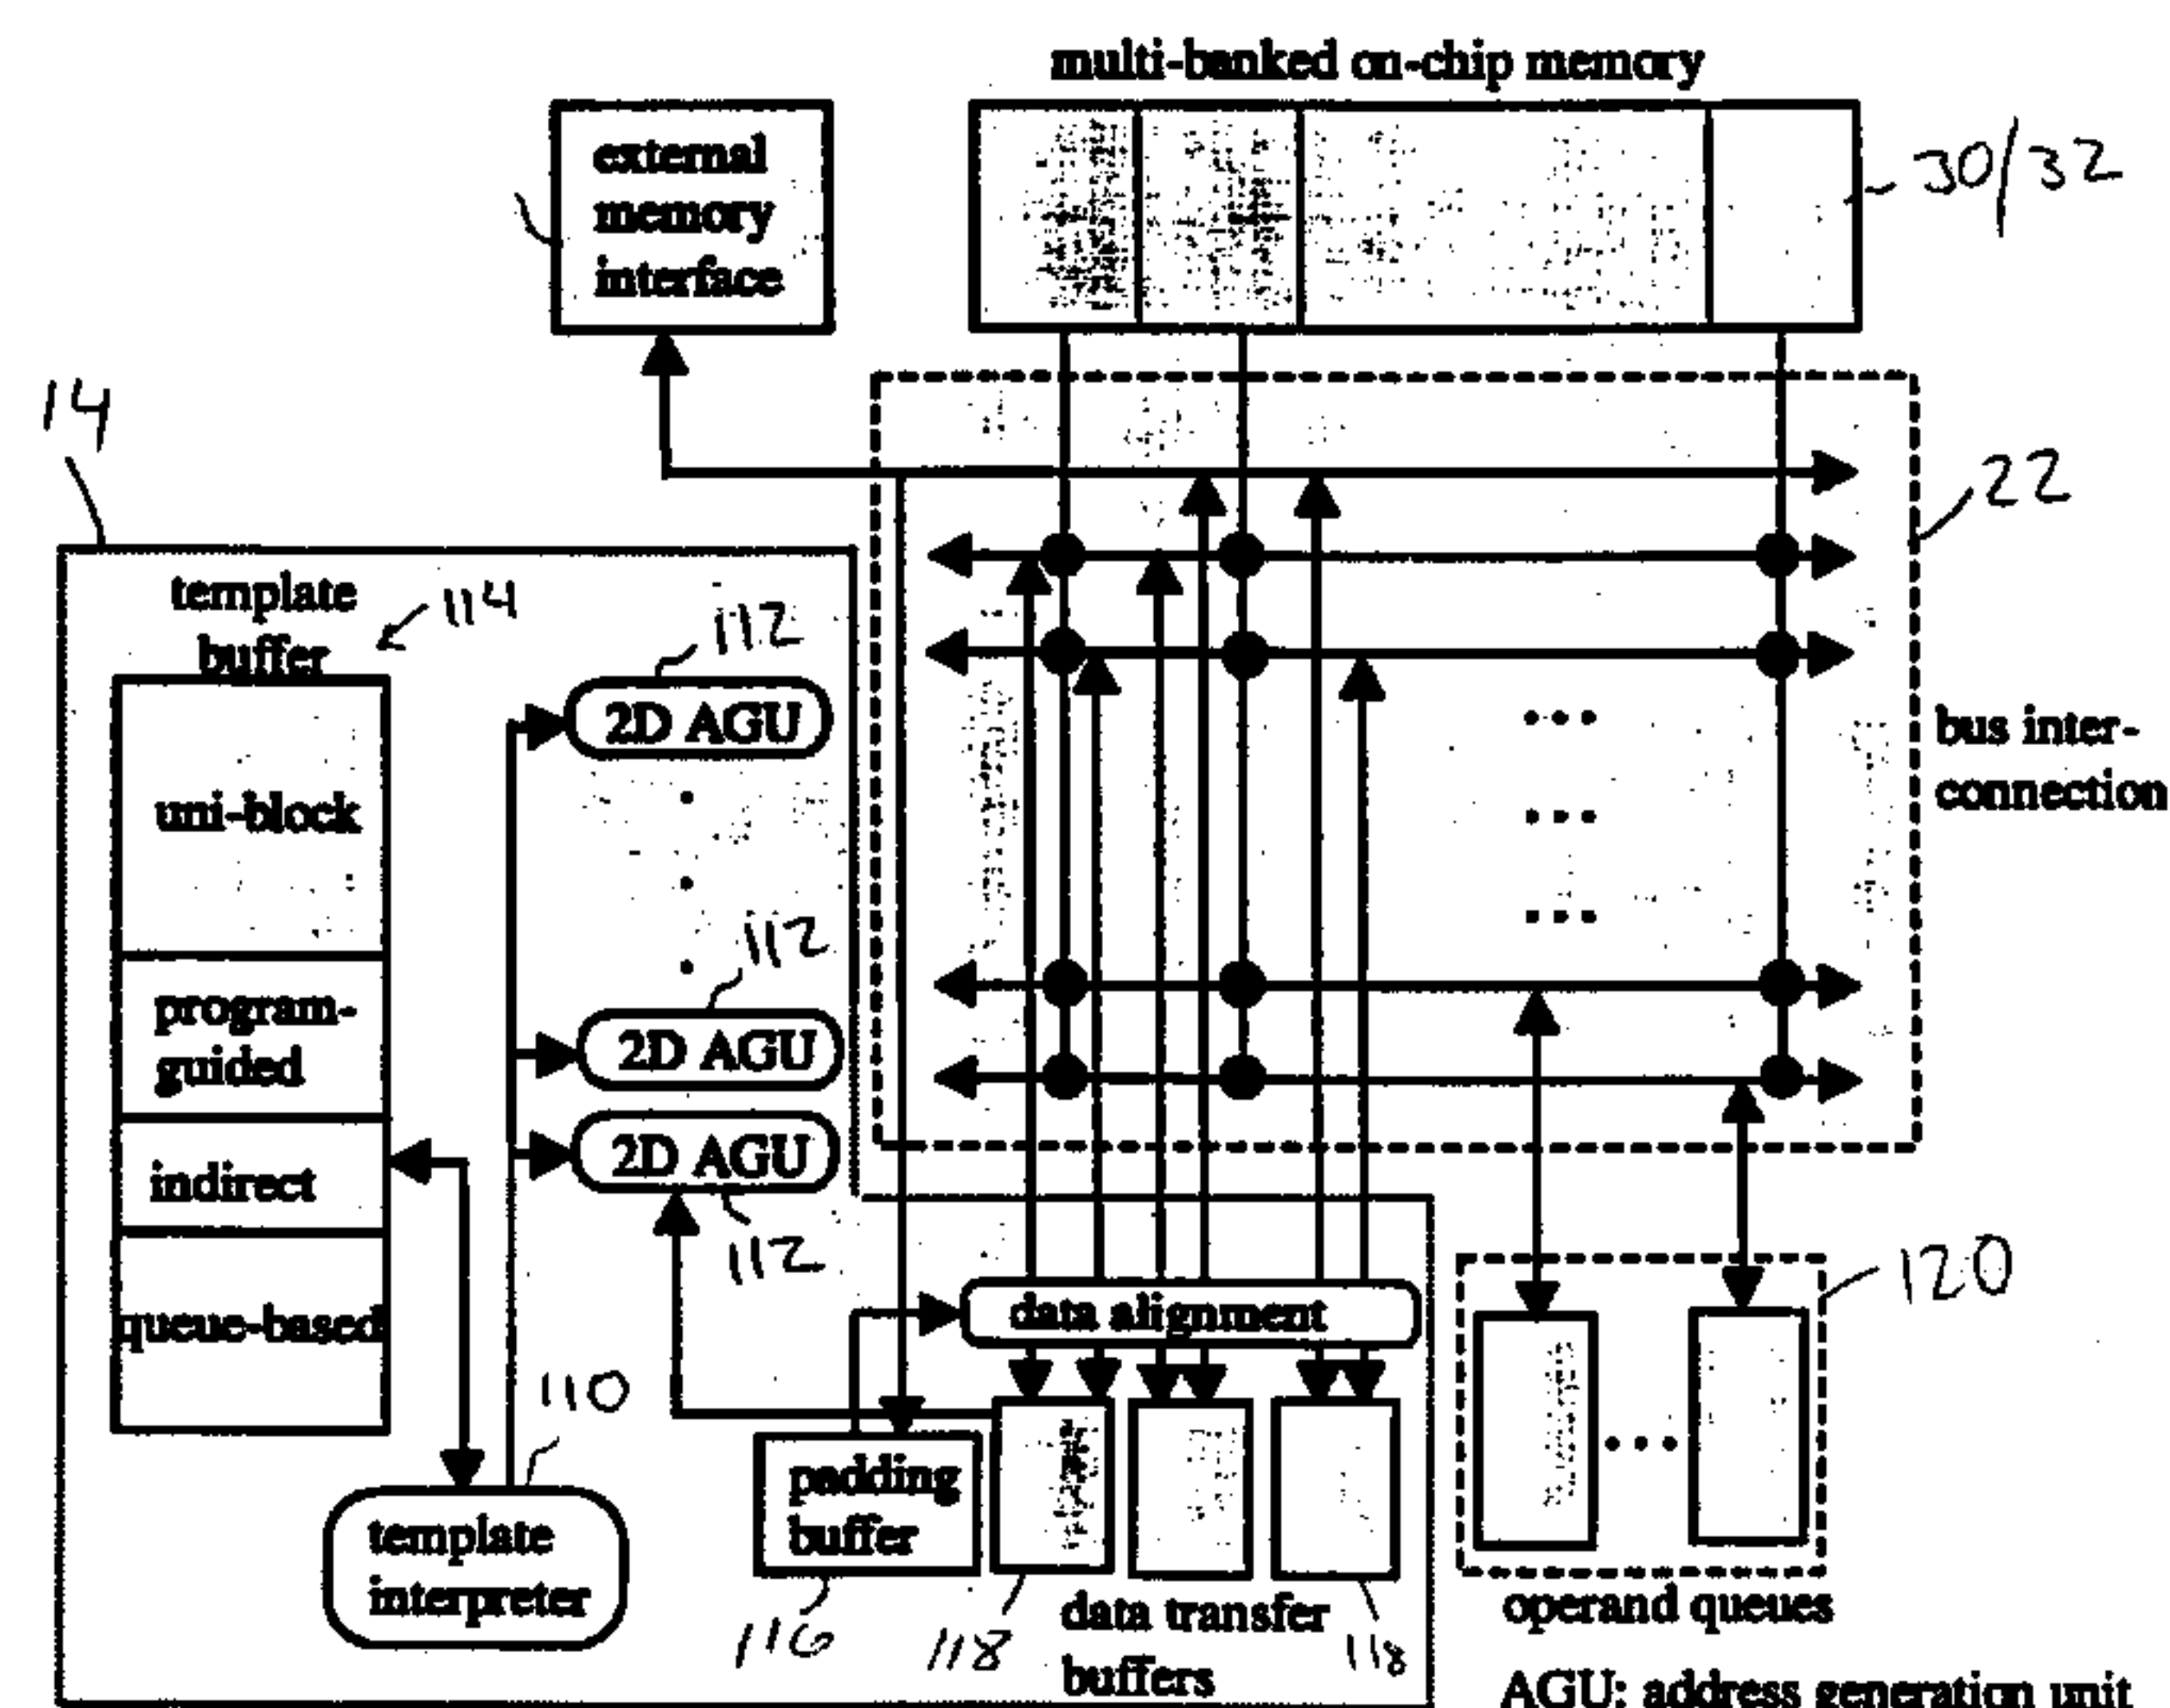 multi-banked on-chip memory
external
memory
interface
30/32
14
22
template
buffer
114
112
2D AGU
uni-block
bus inter-
connection
112
program-
guided
2D AGU
2D AGU
indirect
112
120
data alignment
queue-based
110
padding
buffer
template
interpreter
operand queues
116
118
data transfer
buffers
118
AGU: address generation unit